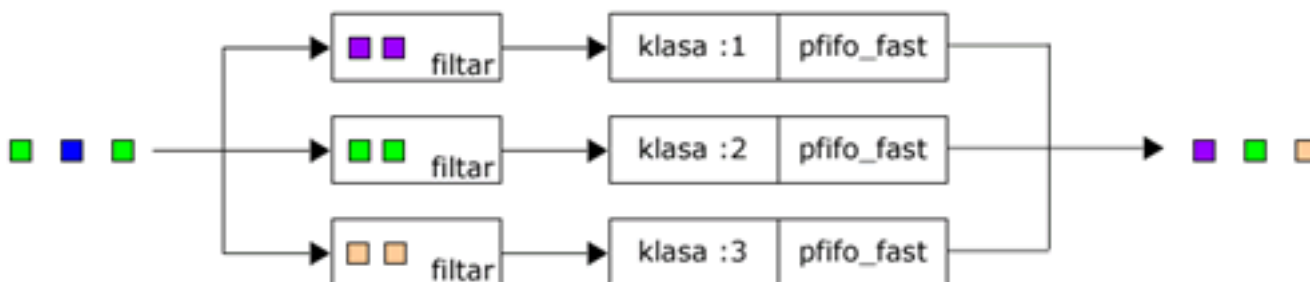 filtar klasa :1 pfifo_fast
filtar klasa :2 pfifo_fast
filtar klasa :3 pfifo_fast